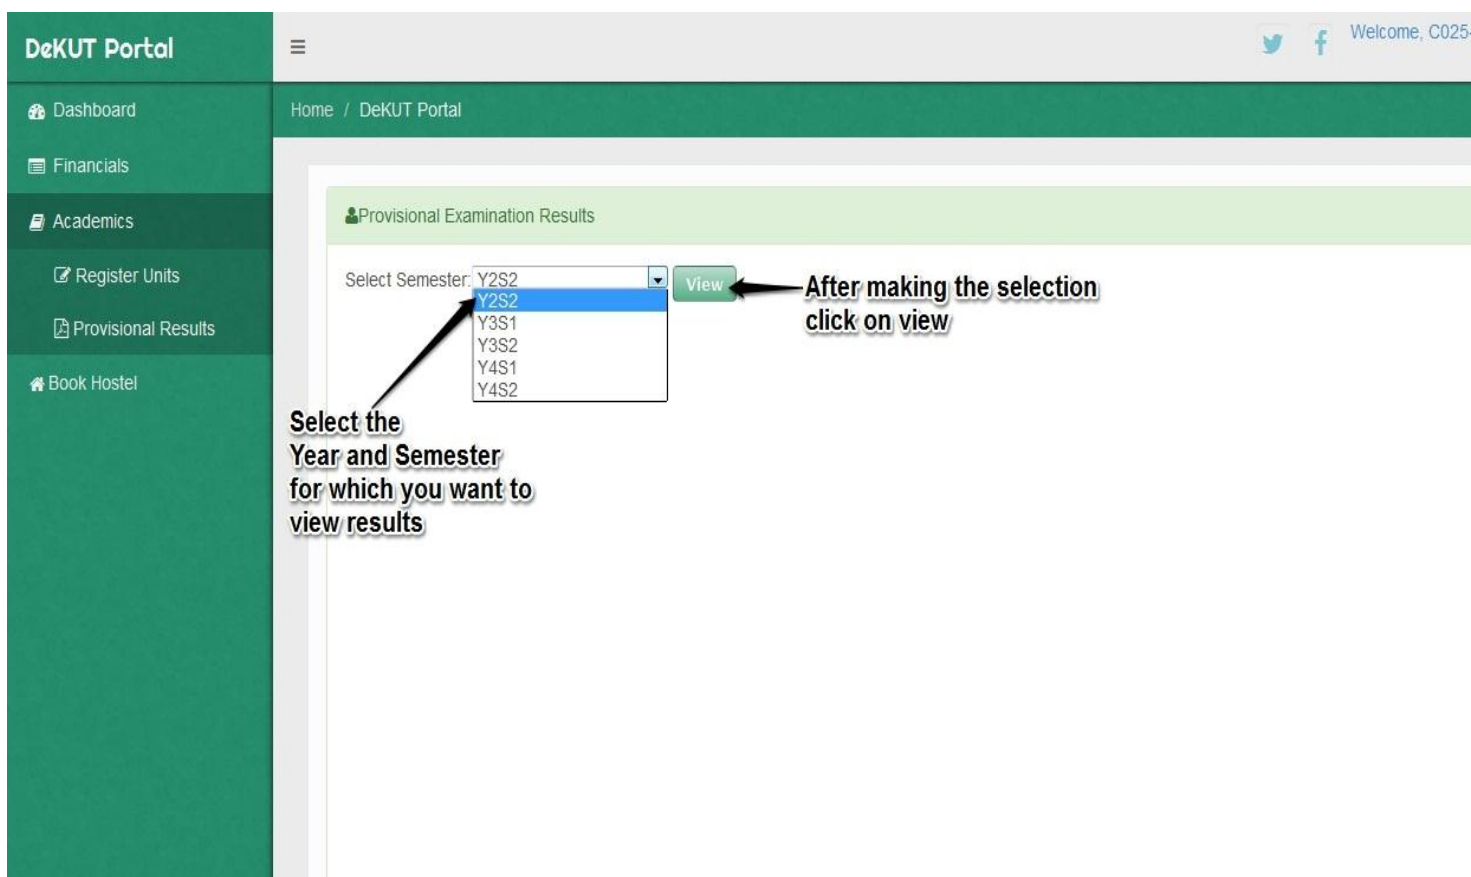 DeKUT Portal
Welcome, C025-
Dashboard
Home / DeKUT Portal
Financials
Academics
Register Units
Provisional Results
Book Hostel
Provisional Examination Results
Select Semester: Y2S2
View
Y2S2
Y3S1
Y3S2
Y4S1
Y4S2
After making the selection
click on view
Select the
Year and Semester
for which you want to
view results